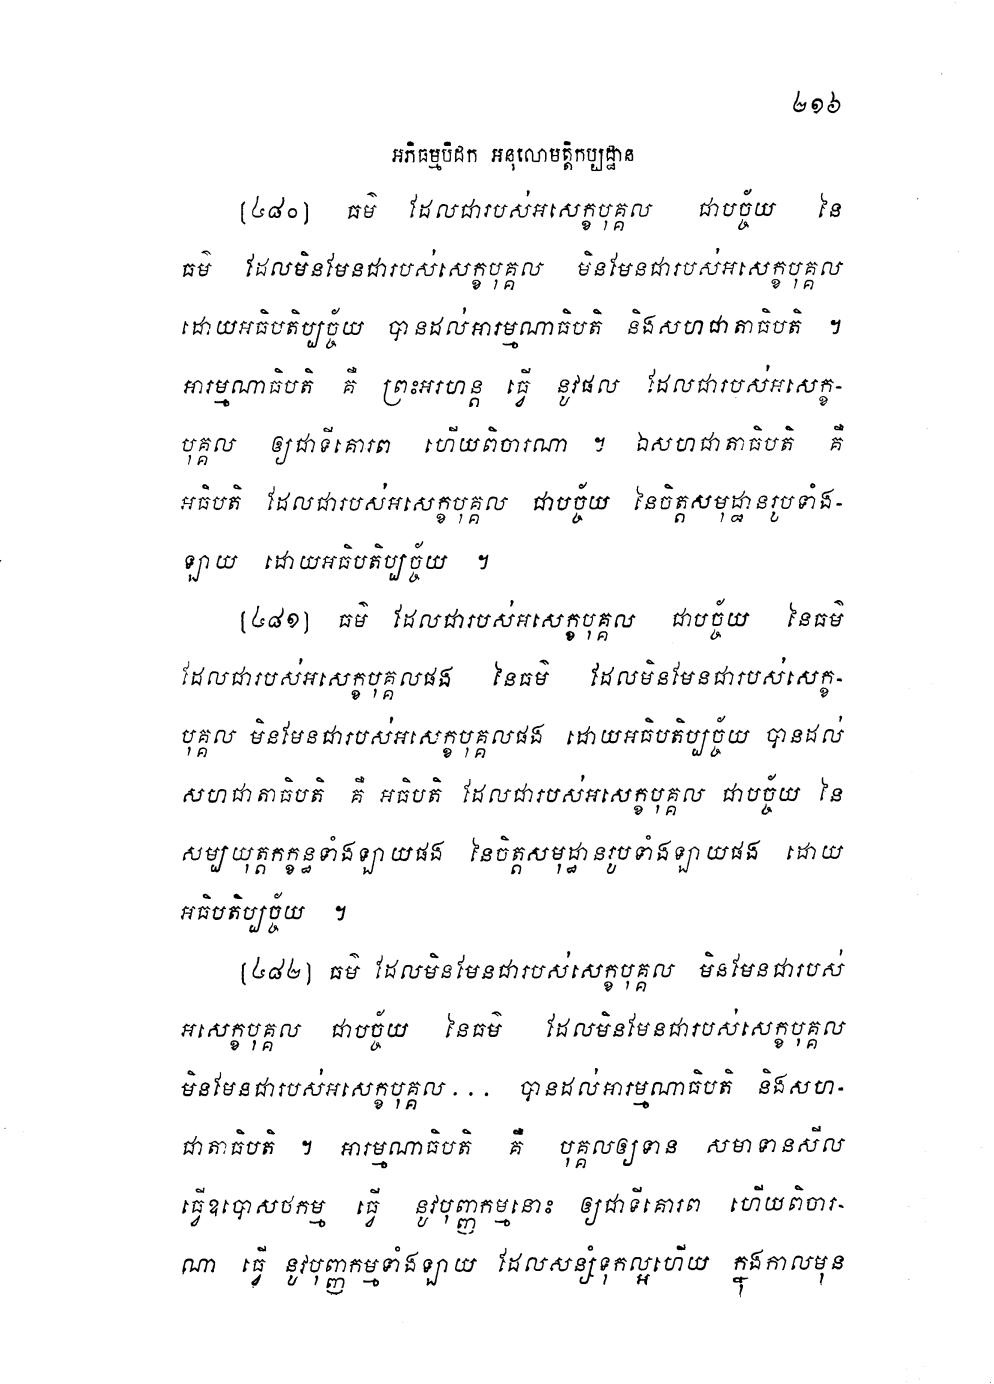 ២១៦
អភិធម្មបិដក អនុលោមត្តិកប្បដ្ឋាន
(៤៨០) ធម៌ ដែលជារបស់អសេក្ខបុគ្គល ជាបច្ច័យ នៃ
ធម៌ ដែលមិនមែនជារបស់សេក្ខបុគ្គល មិនមែនជារបស់អសេក្ខបុគ្គល
ដោយអធិបតិប្បច្ច័យ បានដល់អារម្មណាធិបតិ និងសហជាតាធិបតិ ។
អារម្មណាធិបតិ គឺ ព្រះអរហន្ត ធ្វើ នូវផល ដែលជារបស់អសេក្ខ-
បុគ្គល ឲ្យជាទីគោរព ហើយពិចារណា ។ ឯសហជាតាធិបតិ គឺ
អធិបតិ ដែលជារបស់អសេក្ខបុគ្គល ជាបច្ច័យ នៃចិត្តសមុដ្ឋានរូបទាំង-
ឡាយ ដោយអធិបតិប្បច្ច័យ ។
(៤៨១) ធម៌ ដែលជារបស់អសេក្ខបុគ្គល ជាបច្ច័យ នៃធម៌
ដែលជារបស់អសេក្ខបុគ្គលផង នៃធម៌ ដែលមិនមែនជារបស់សេក្ខ-
បុគ្គល មិនមែនជារបស់អសេក្ខបុគ្គលផង ដោយអធិបតិប្បច្ច័យ បានដល់
សហជាតាធិបតិ គឺ អធិបតិ ដែលជារបស់អសេក្ខបុគ្គល ជាបច្ច័យ នៃ
សម្បយុត្តកក្ខន្ធទាំងឡាយផង នៃចិត្តសមុដ្ឋានរូបទាំងឡាយផង ដោយ
អធិបតិប្បច្ច័យ ។
(៤៨២) ធម៌ ដែលមិនមែនជារបស់សេក្ខបុគ្គល មិនមែនជារបស់
អសេក្ខបុគ្គល ជាបច្ច័យ នៃធម៌ ដែលមិនមែនជារបស់សេក្ខបុគ្គល
មិនមែនជារបស់អសេក្ខបុគ្គល... បានដល់អារម្មណាធិបតិ និងសហ-
ជាតាធិបតិ ។ អារម្មណាធិបតិ គឺ បុគ្គលឲ្យទាន សមាទានសីល
ធ្វើឧបោសថកម្ម ធ្វើ នូវបុញ្ញកម្មនោះ ឲ្យជាទីគោរព ហើយពិចារ-
ណា ធ្វើ នូវបុញ្ញកម្មទាំងឡាយ ដែលសន្សំទុកល្អហើយ ក្នុងកាលមុន